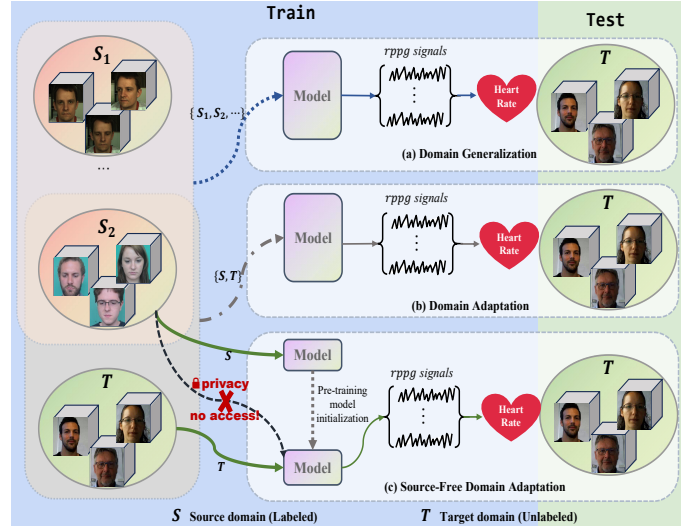 Train
Test
S1
...
S2
T
{S1, S2, ⋯}
rppg signals
Model
⋮
Heart
Rate
T
(a) Domain Generalization
{S, T}
rppg signals
Model
⋮
Heart
Rate
T
(b) Domain Adaptation
S
Model
privacy
no access!
Pre-training
model
initialization
T
Model
rppg signals
⋮
Heart
Rate
T
(c) Source-Free Domain Adaptation
S Source domain (Labeled)
T Target domain (Unlabeled)